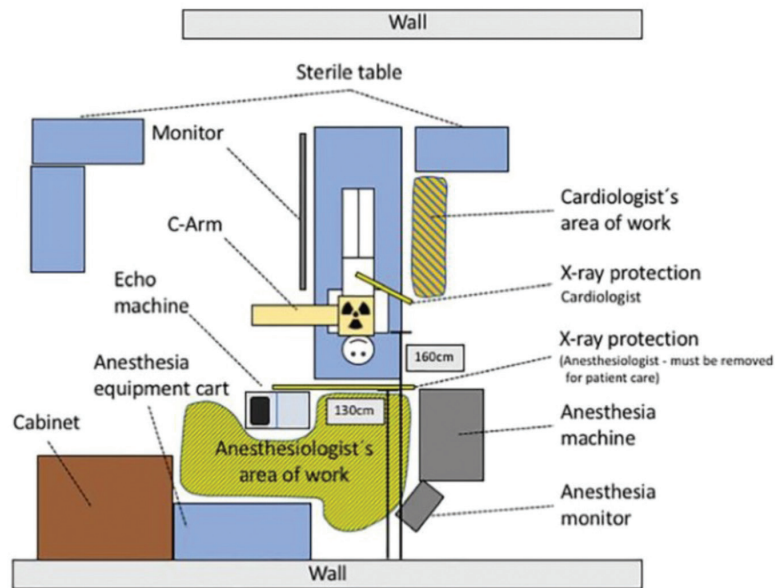 Wall
Sterile table
Monitor
C-Arm
Echo
machine
Anesthesia
equipment cart
Cabinet
Cardiologist´s
area of work
X-ray protection
Cardiologist
160cm
X-ray protection
(Anesthesiologist - must be removed
for patient care)
130cm
Anesthesiologist´s
area of work
Anesthesia
machine
Anesthesia
monitor
Wall